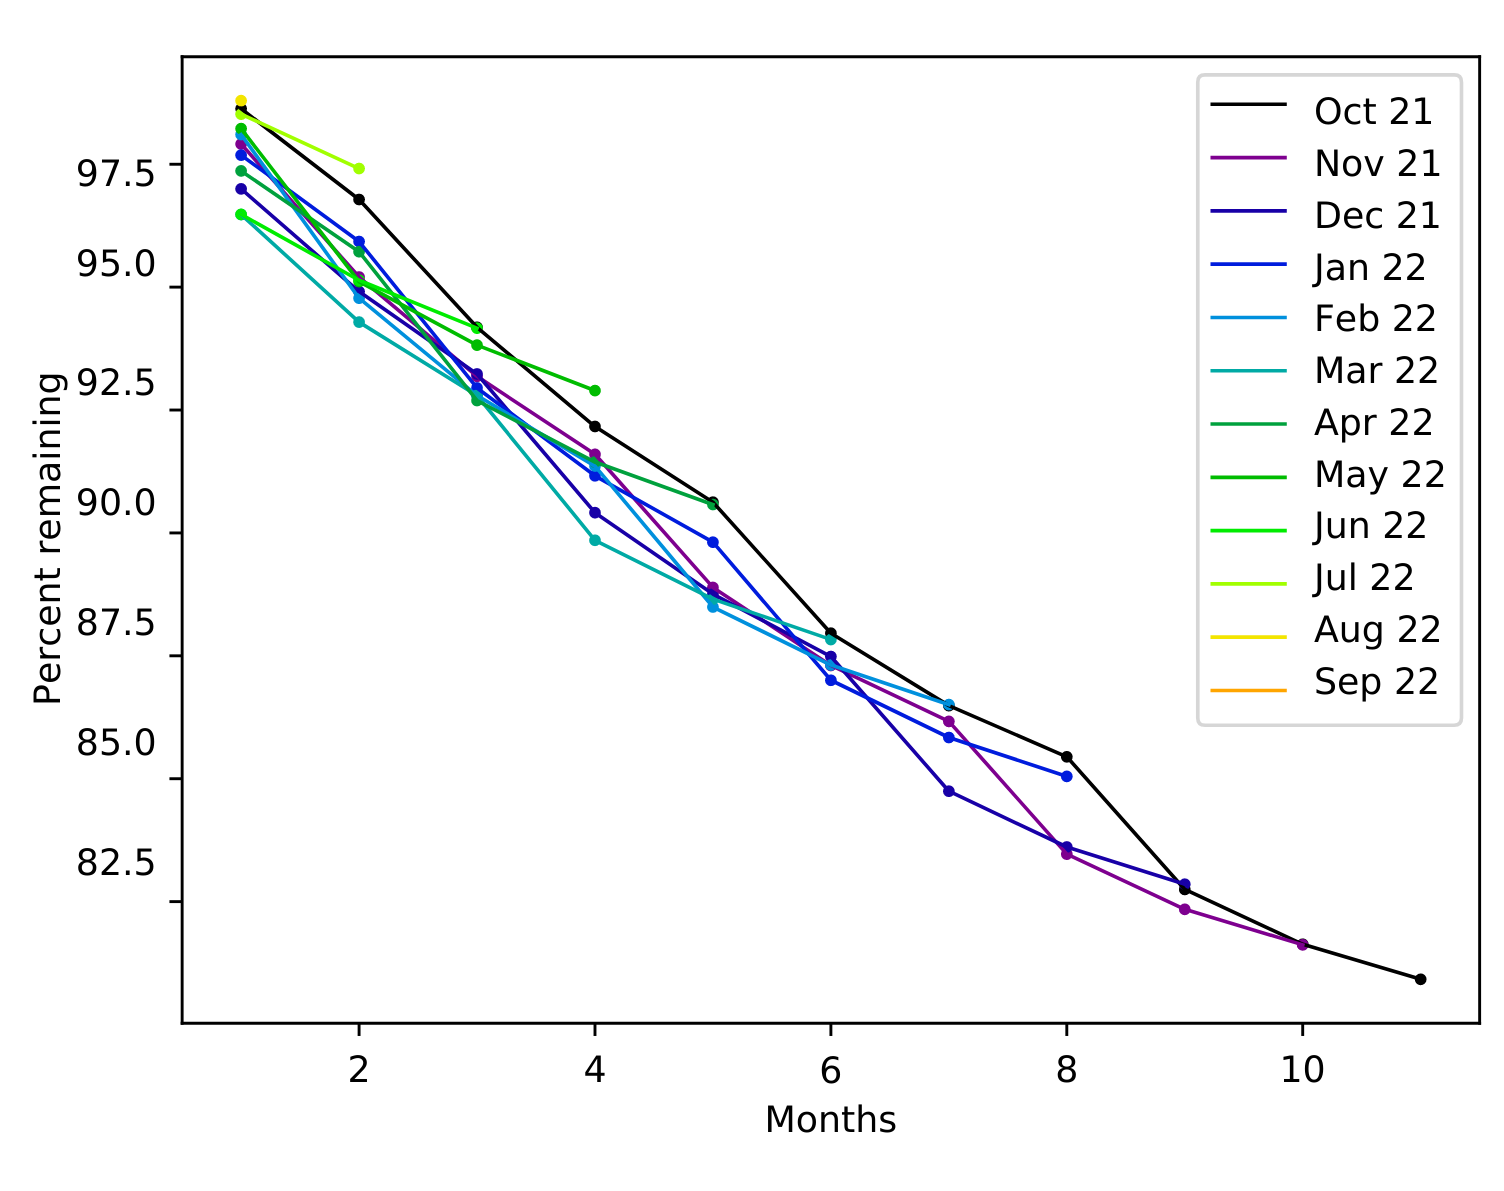 Percent remaining
97.5
95.0
92.5
90.0
87.5
85.0
82.5
2 4 6 8 10
Months
Oct 21
Nov 21
Dec 21
Jan 22
Feb 22
Mar 22
Apr 22
May 22
Jun 22
Jul 22
Aug 22
Sep 22